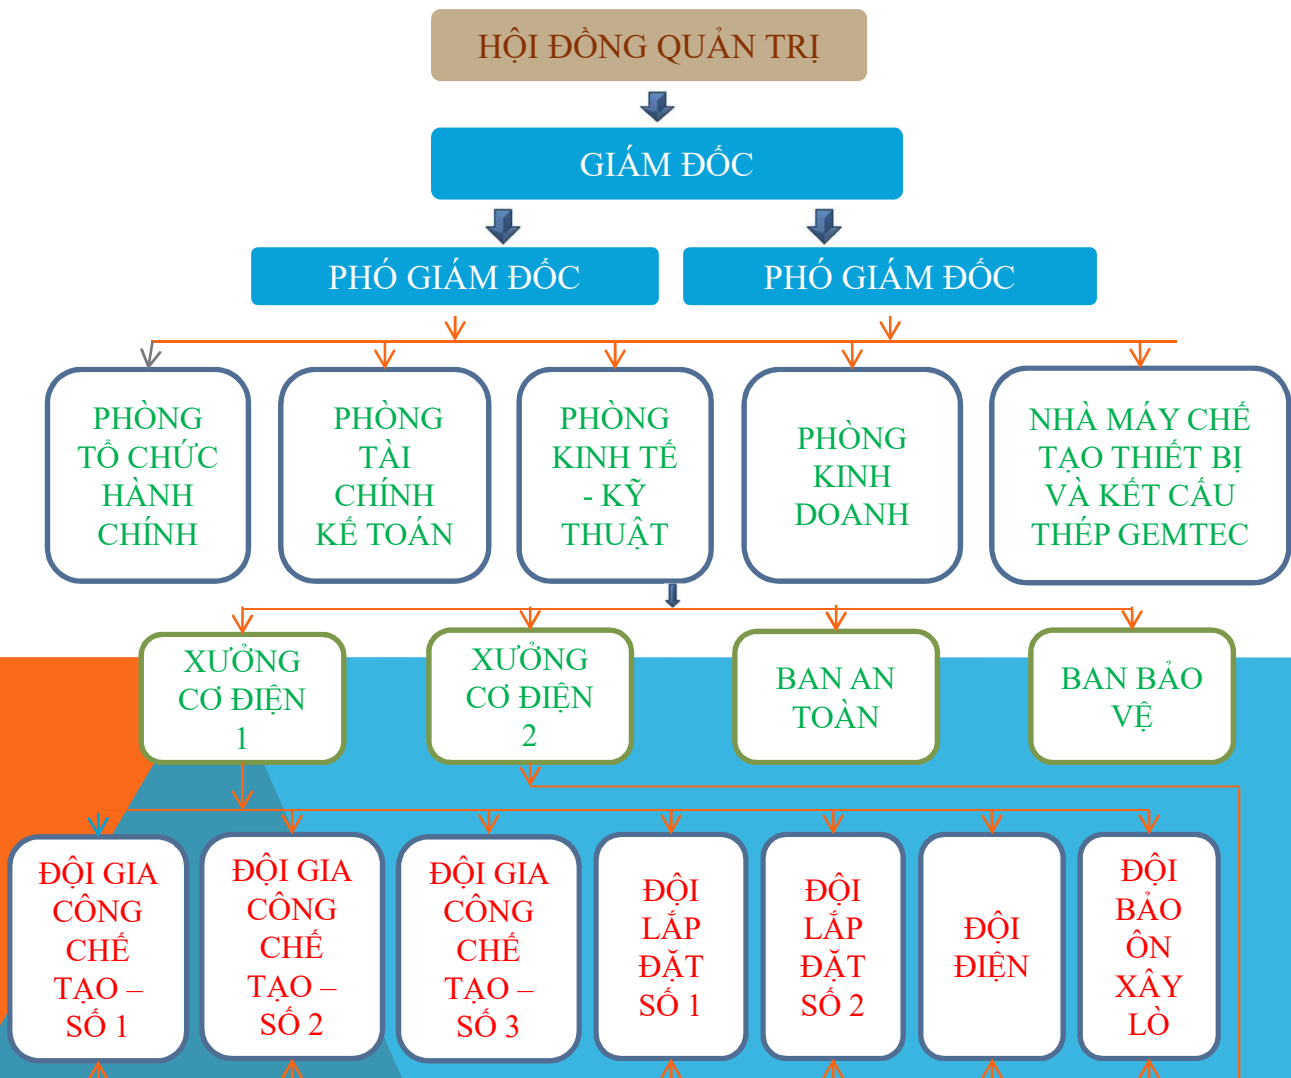 HỘI ĐỒNG QUẢN TRỊ
GIÁM ĐỐC
PHÓ GIÁM ĐỐC
PHÓ GIÁM ĐỐC
PHÒNG
TỔ CHỨC
HÀNH
CHÍNH
PHÒNG
TÀI
CHÍNH
KẾ TOÁN
PHÒNG
KINH TẾ
- KỸ
THUẬT
PHÒNG
KINH
DOANH
NHÀ MÁY CHẾ
TẠO THIẾT BỊ
VÀ KẾT CẤU
THÉP GEMTEC
XƯỞNG
CƠ ĐIỆN
1
XƯỞNG
CƠ ĐIỆN
2
BAN AN
TOÀN
BAN BẢO
VỆ
ĐỘI GIA
CÔNG
CHẾ
TẠO –
SỐ 1
ĐỘI GIA
CÔNG
CHẾ
TẠO –
SỐ 2
ĐỘI GIA
CÔNG
CHẾ
TẠO –
SỐ 3
ĐỘI
LẮP
ĐẶT
SỐ 1
ĐỘI
LẮP
ĐẶT
SỐ 2
ĐỘI
ĐIỆN
ĐỘI
BẢO
ÔN
XÂY
LÒ